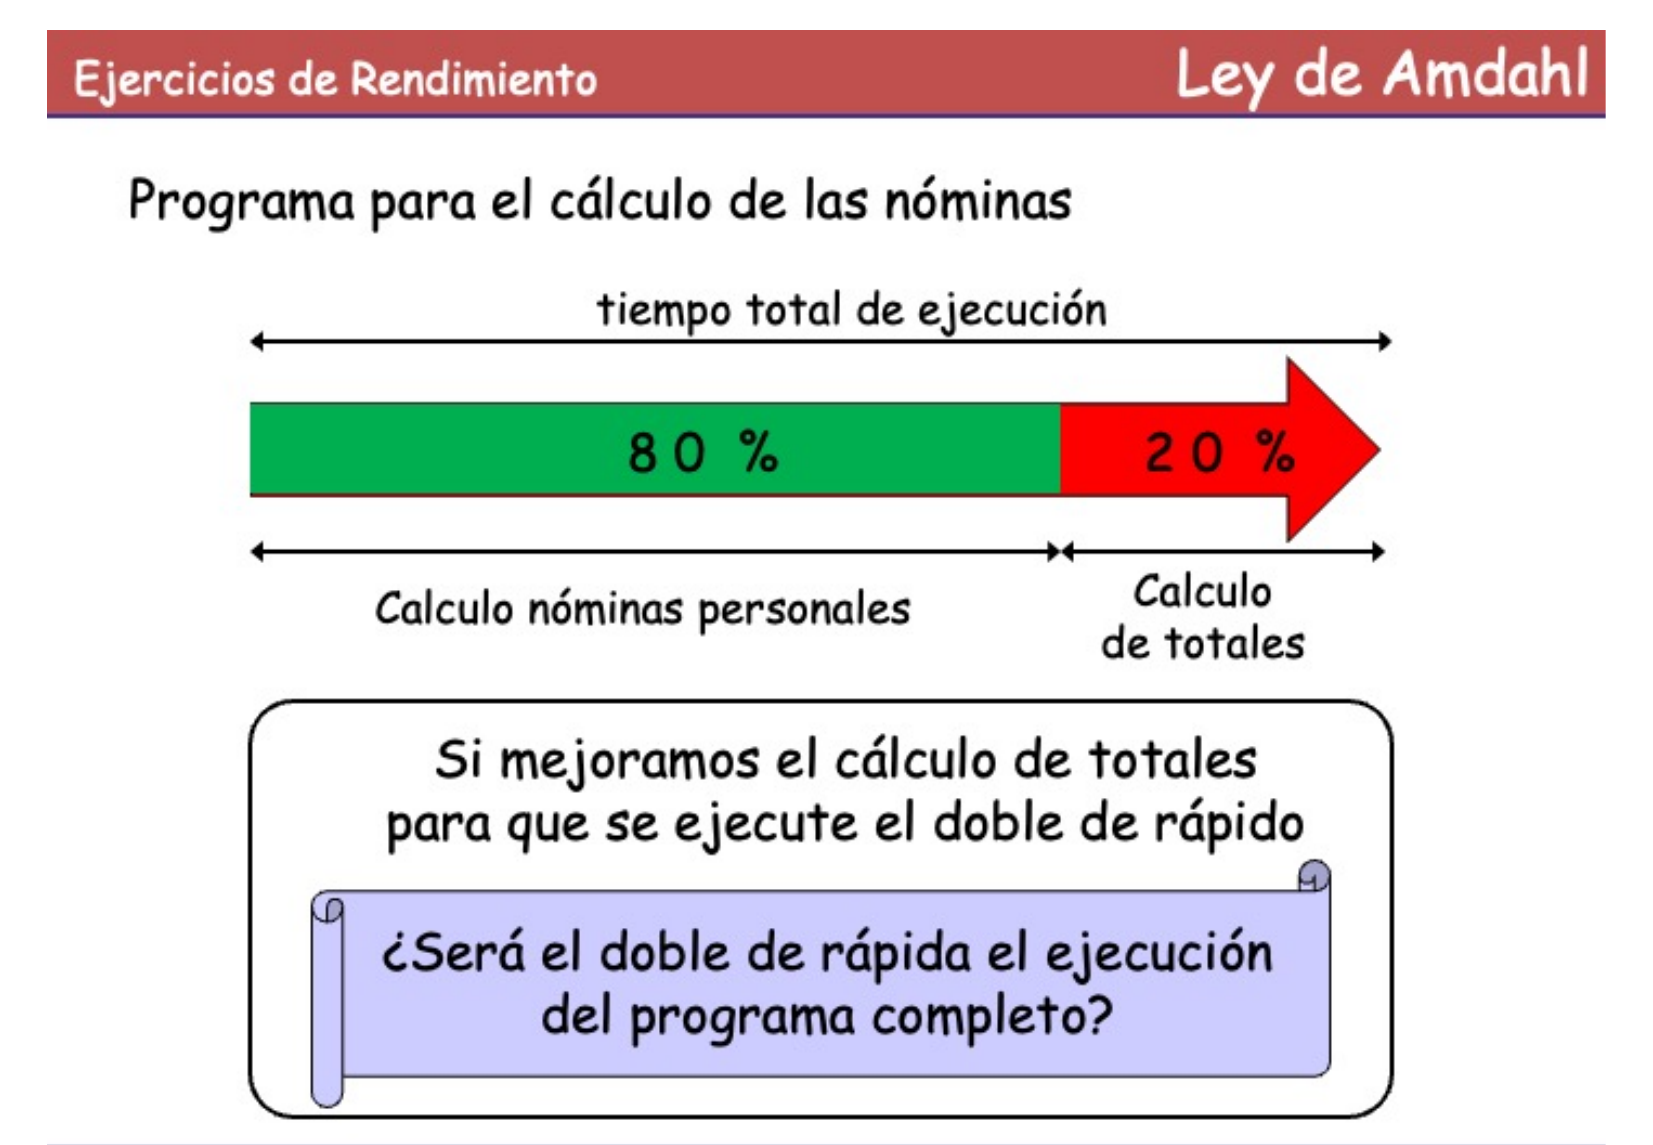 Ejercicios de Rendimiento
Ley de Amdahl
Programa para el cálculo de las nóminas
tiempo total de ejecución
80 %
20 %
Calculo nóminas personales
Calculo
de totales
Si mejoramos el cálculo de totales
para que se ejecute el doble de rápido
¿Será el doble de rápida el ejecución
del programa completo?